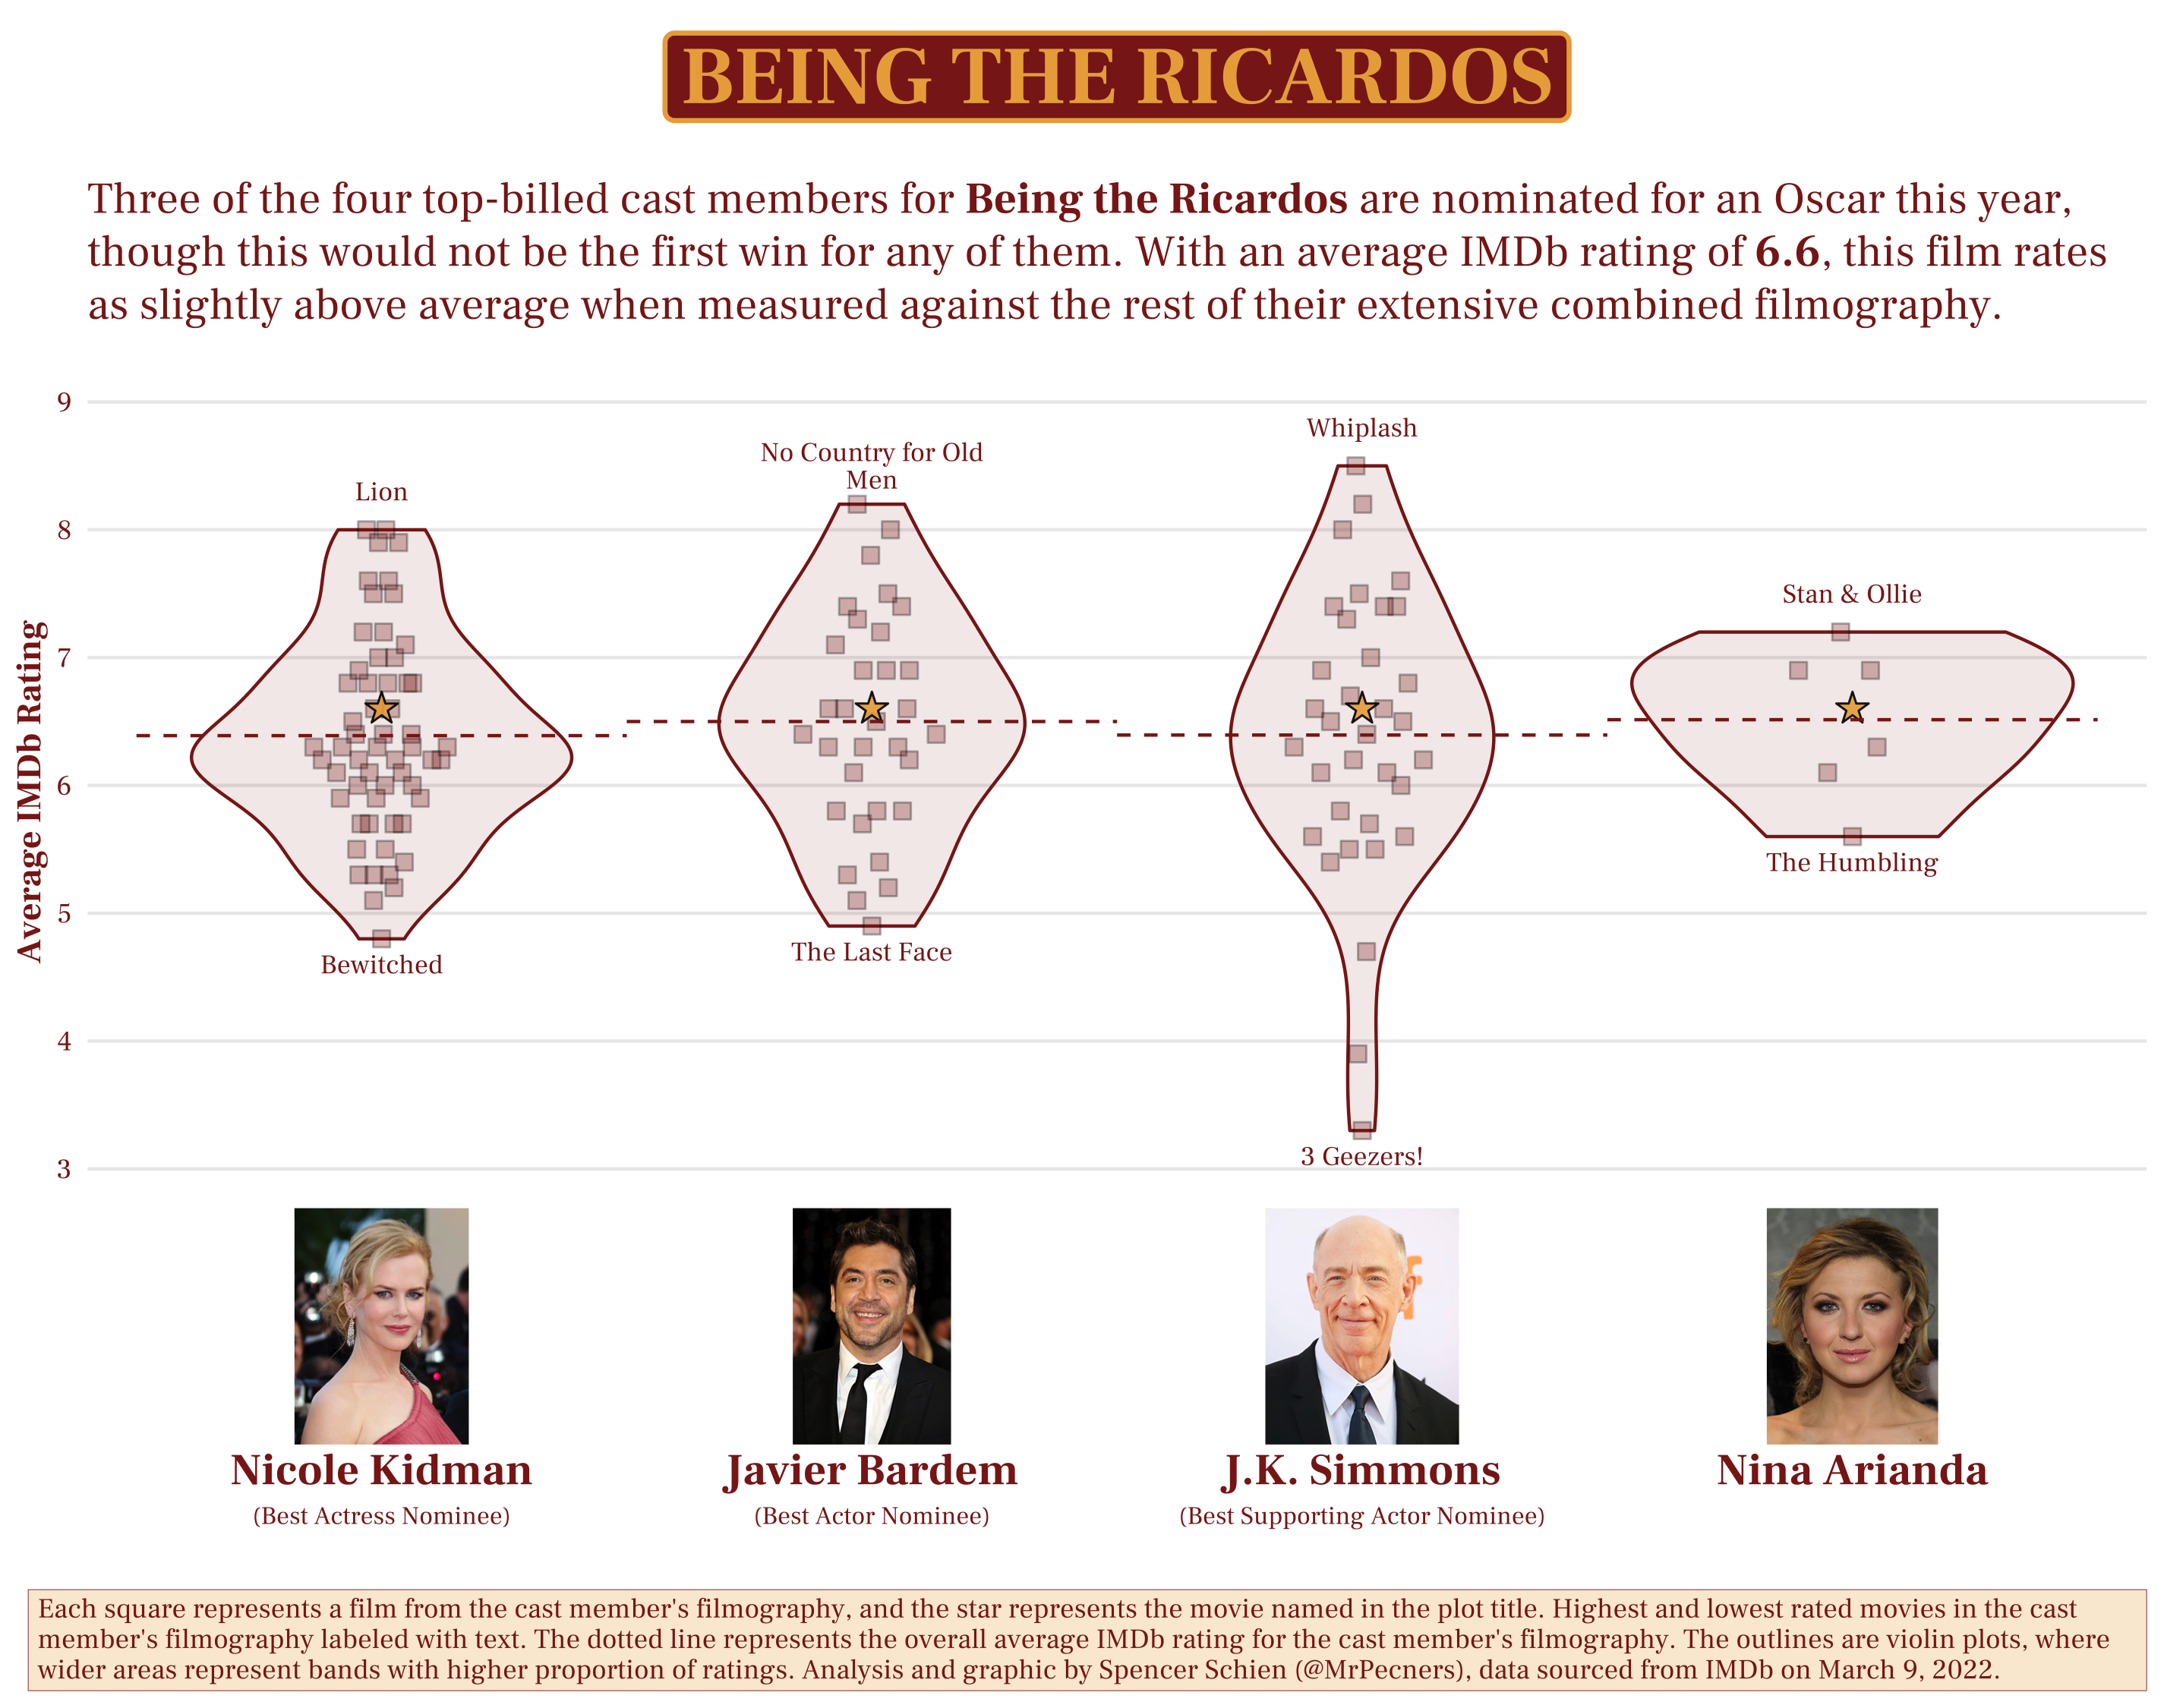 BEING THE RICARDOS
Three of the four top-billed cast members for Being the Ricardos are nominated for an Oscar this year,
though this would not be the first win for any of them. With an average IMDb rating of 6.6, this film rates
as slightly above average when measured against the rest of their extensive combined filmography.
Average IMDb Rating
9
8
7
6
5
4
3
Lion
Bewitched
No Country for Old
Men
The Last Face
Whiplash
3 Geezers!
Stan & Ollie
The Humbling
Nicole Kidman
(Best Actress Nominee)
Javier Bardem
(Best Actor Nominee)
J.K. Simmons
(Best Supporting Actor Nominee)
Nina Arianda
Each square represents a film from the cast member's filmography, and the star represents the movie named in the plot title. Highest and lowest rated movies in the cast
member's filmography labeled with text. The dotted line represents the overall average IMDb rating for the cast member's filmography. The outlines are violin plots, where
wider areas represent bands with higher proportion of ratings. Analysis and graphic by Spencer Schien (@MrPecners), data sourced from IMDb on March 9, 2022.